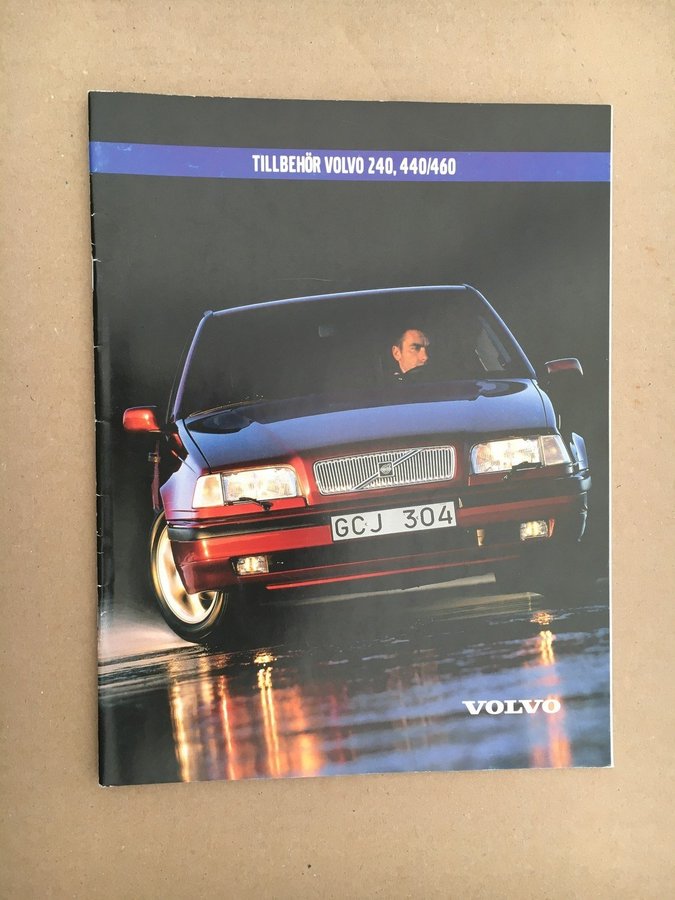 TILLBEHÖR VOLVO 240, 440/460
GCJ 304
VOLVO